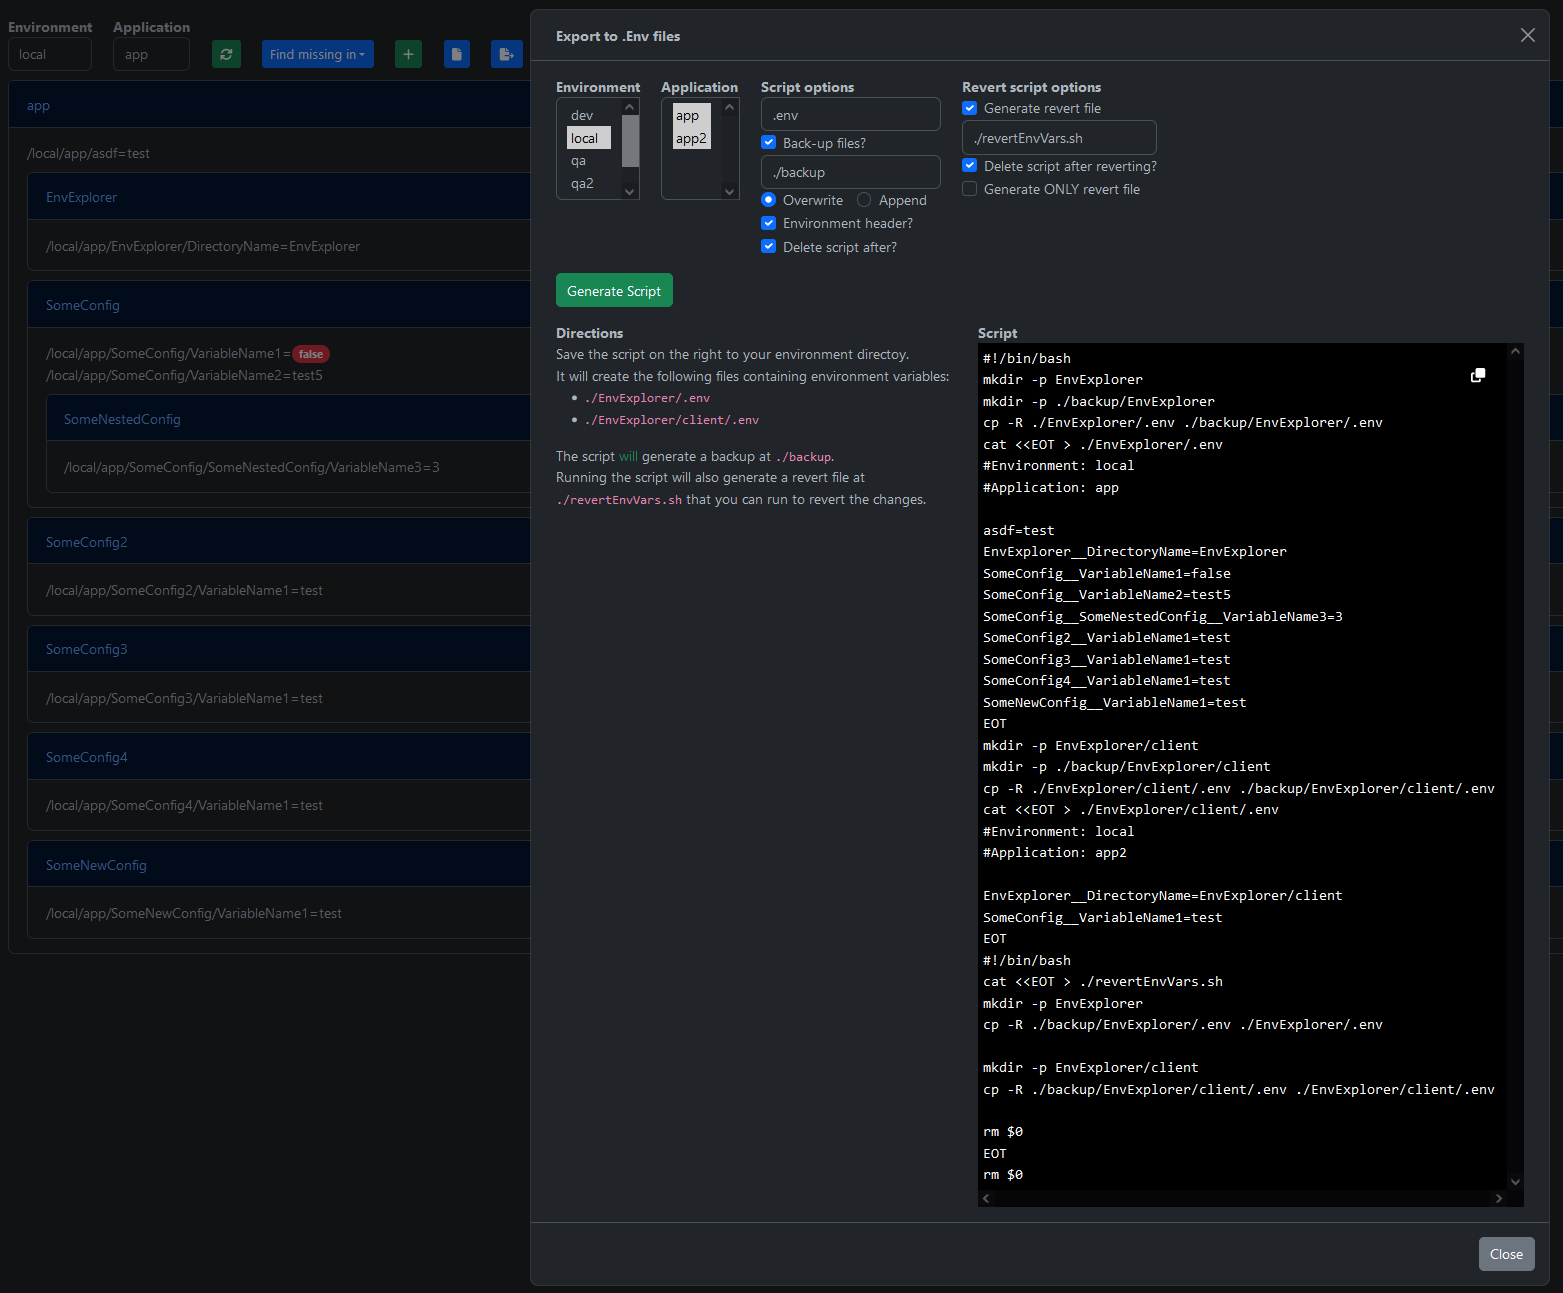 Environment
Application
local
app
Find missing in
app
/local/app/asdf=test
EnvExplorer
/local/app/EnvExplorer/DirectoryName=EnvExplorer
SomeConfig
/local/app/SomeConfig/VariableName1=false
/local/app/SomeConfig/VariableName2=test5
SomeNestedConfig
/local/app/SomeConfig/SomeNestedConfig/VariableName3=3
SomeConfig2
/local/app/SomeConfig2/VariableName1=test
SomeConfig3
/local/app/SomeConfig3/VariableName1=test
SomeConfig4
/local/app/SomeConfig4/VariableName1=test
SomeNewConfig
/local/app/SomeNewConfig/VariableName1=test
Export to .Env files
Environment
dev
local
qa
qa2
Application
app
app2
Script options
.env
Back-up files?
./backup
Overwrite Append
Environment header?
Delete script after?
Revert script options
Generate revert file
./revertEnvVars.sh
Delete script after reverting?
Generate ONLY revert file
Generate Script
Directions
Save the script on the right to your environment directoy.
It will create the following files containing environment variables:
• ./EnvExplorer/.env
• ./EnvExplorer/client/.env
The script will generate a backup at ./backup.
Running the script will also generate a revert file at
./revertEnvVars.sh that you can run to revert the changes.
Script
#!/bin/bash
mkdir -p EnvExplorer
mkdir -p ./backup/EnvExplorer
cp -R ./EnvExplorer/.env ./backup/EnvExplorer/.env
cat <<EOT > ./EnvExplorer/.env
#Environment: local
#Application: app
asdf=test
EnvExplorer__DirectoryName=EnvExplorer
SomeConfig__VariableName1=false
SomeConfig__VariableName2=test5
SomeConfig__SomeNestedConfig__VariableName3=3
SomeConfig2__VariableName1=test
SomeConfig3__VariableName1=test
SomeConfig4__VariableName1=test
SomeNewConfig__VariableName1=test
EOT
mkdir -p EnvExplorer/client
mkdir -p ./backup/EnvExplorer/client
cp -R ./EnvExplorer/client/.env ./backup/EnvExplorer/client/.env
cat <<EOT > ./EnvExplorer/client/.env
#Environment: local
#Application: app2
EnvExplorer__DirectoryName=EnvExplorer/client
SomeConfig__VariableName1=test
EOT
#!/bin/bash
cat <<EOT > ./revertEnvVars.sh
mkdir -p EnvExplorer
cp -R ./backup/EnvExplorer/.env ./EnvExplorer/.env
mkdir -p EnvExplorer/client
cp -R ./backup/EnvExplorer/client/.env ./EnvExplorer/client/.env
rm $0
EOT
rm $0
Close